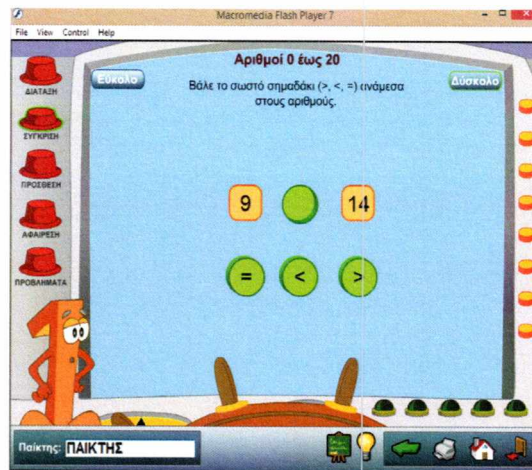 Macromedia Flash Player 7
File View Control Help
Αριθμοί 0 έως 20
Εύκολο
Δύσκολο
Βάλε το σωστό σημαδάκι (>, <, =) ανάμεσα
στους αριθμούς.
ΔΙΑΤΑΞΗ
ΣΥΓΚΡΙΣΗ
ΠΡΟΣΘΕΣΗ
ΑΦΑΙΡΕΣΗ
ΠΡΟΒΛΗΜΑΤΑ
9 14
= < >
Παίκτης: ΠΑΙΚΤΗΣ